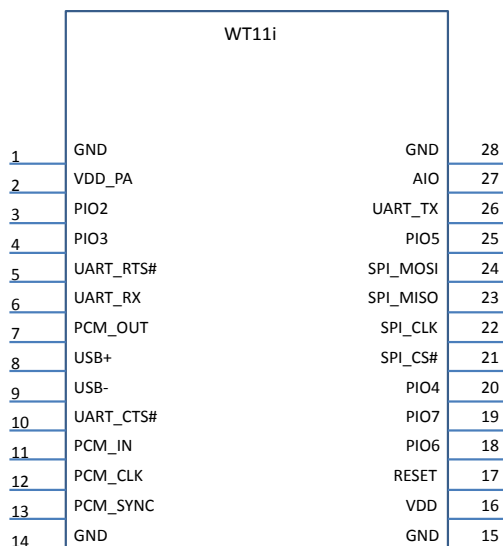 WT11i
1 GND GND 28
2 VDD_PA AIO 27
3 PIO2 UART_TX 26
4 PIO3 PIO5 25
5 UART_RTS# SPI_MOSI 24
6 UART_RX SPI_MISO 23
7 PCM_OUT SPI_CLK 22
8 USB+ SPI_CS# 21
9 USB- PIO4 20
10 UART_CTS# PIO7 19
11 PCM_IN PIO6 18
12 PCM_CLK RESET 17
13 PCM_SYNC VDD 16
14 GND GND 15